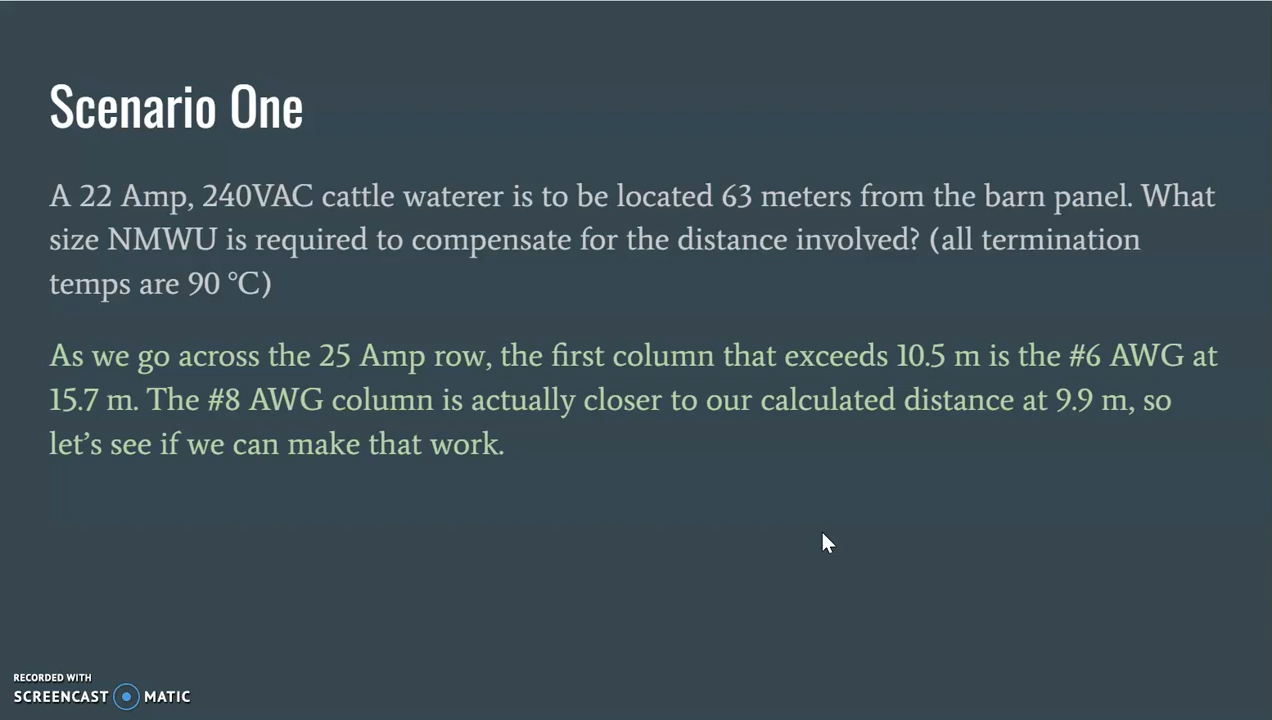 Scenario One
A 22 Amp, 240VAC cattle waterer is to be located 63 meters from the barn panel. What
size NMWU is required to compensate for the distance involved? (all termination
temps are 90 °C)
As we go across the 25 Amp row, the first column that exceeds 10.5 m is the #6 AWG at
15.7 m. The #8 AWG column is actually closer to our calculated distance at 9.9 m, so
let’s see if we can make that work.
RECORDED WITH
SCREENCAST MATIC